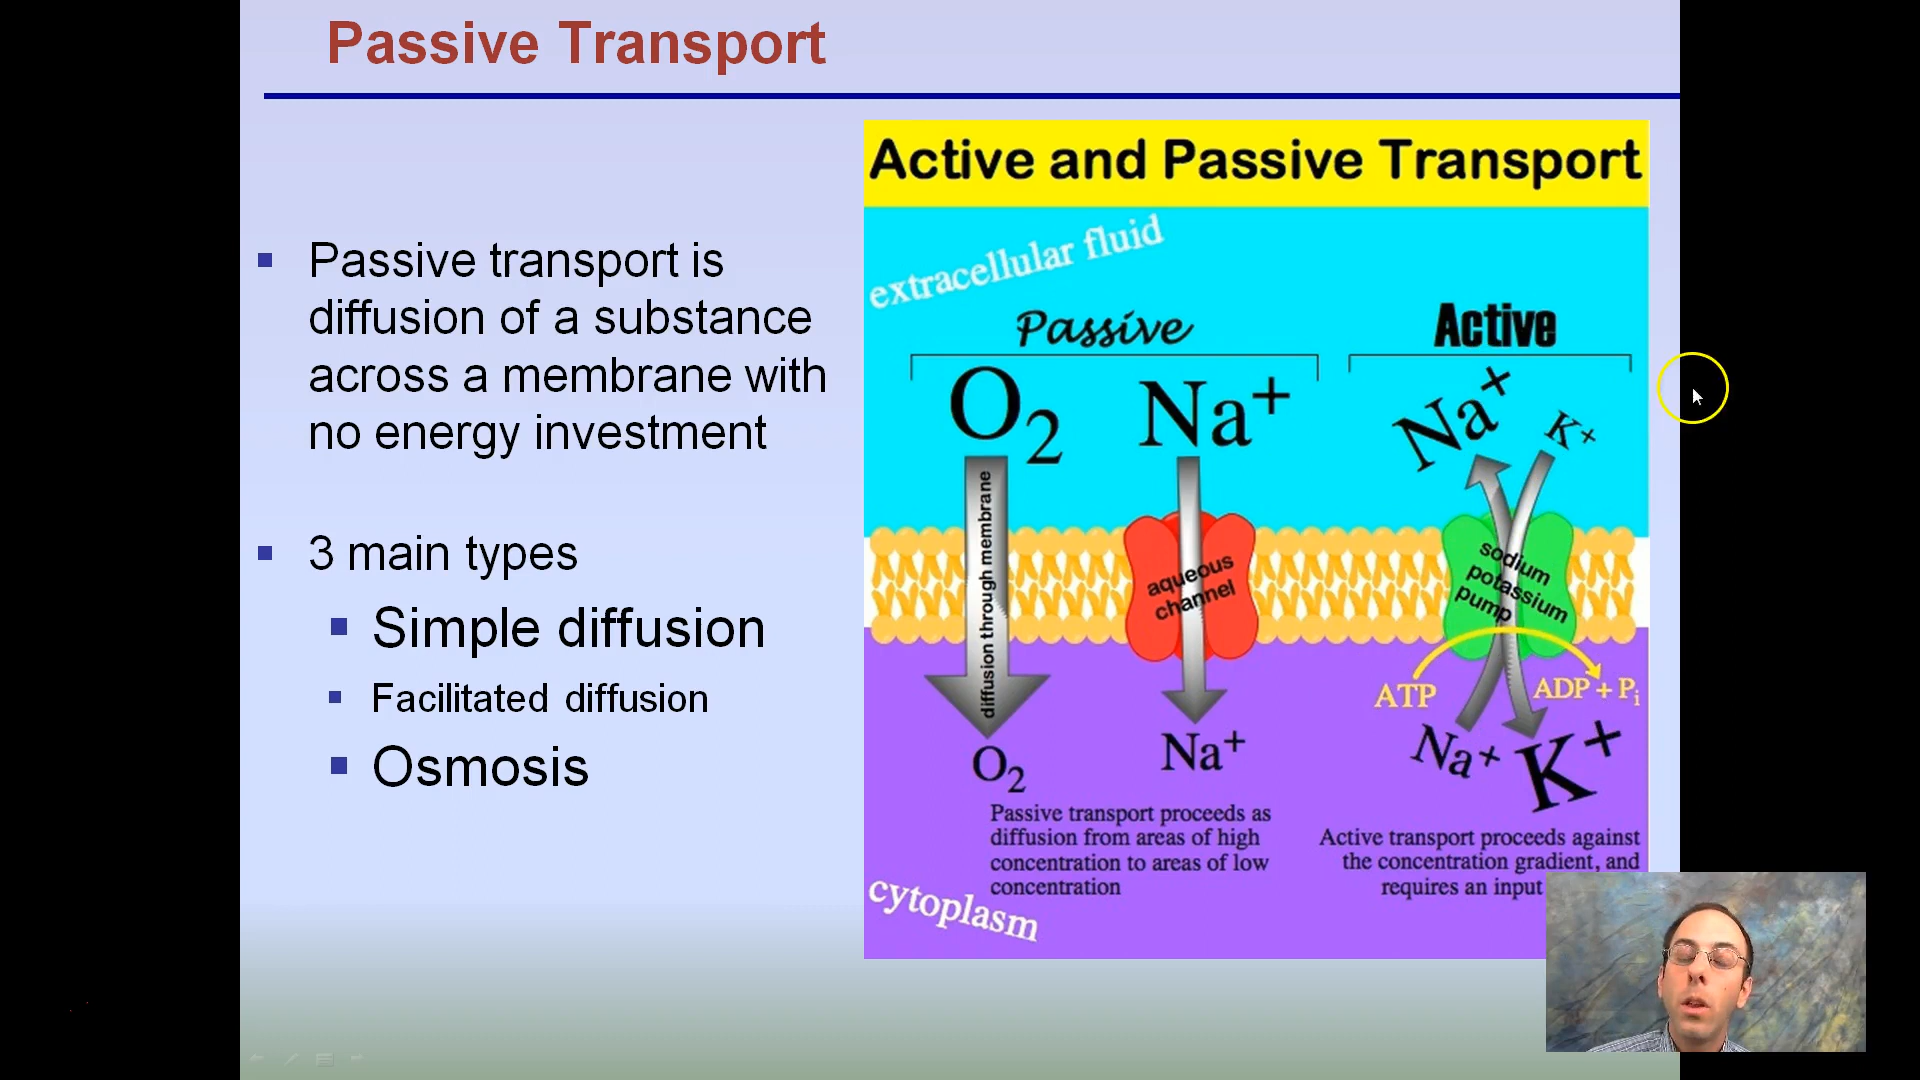 Passive Transport
Passive transport is
diffusion of a substance
across a membrane with
no energy investment
3 main types
Simple diffusion
Facilitated diffusion
Osmosis
Active and Passive Transport
extracellular fluid
Passive
Active
O₂
Na⁺
Na⁺
K⁺
diffusion through membrane
aqueous
channel
sodium
potassium
pump
ATP
ADP + Pᵢ
O₂
Na⁺
Na⁺
K⁺
Passive transport proceeds as
diffusion from areas of high
concentration to areas of low
concentration
Active transport proceeds against
the concentration gradient, and
requires an input
cytoplasm